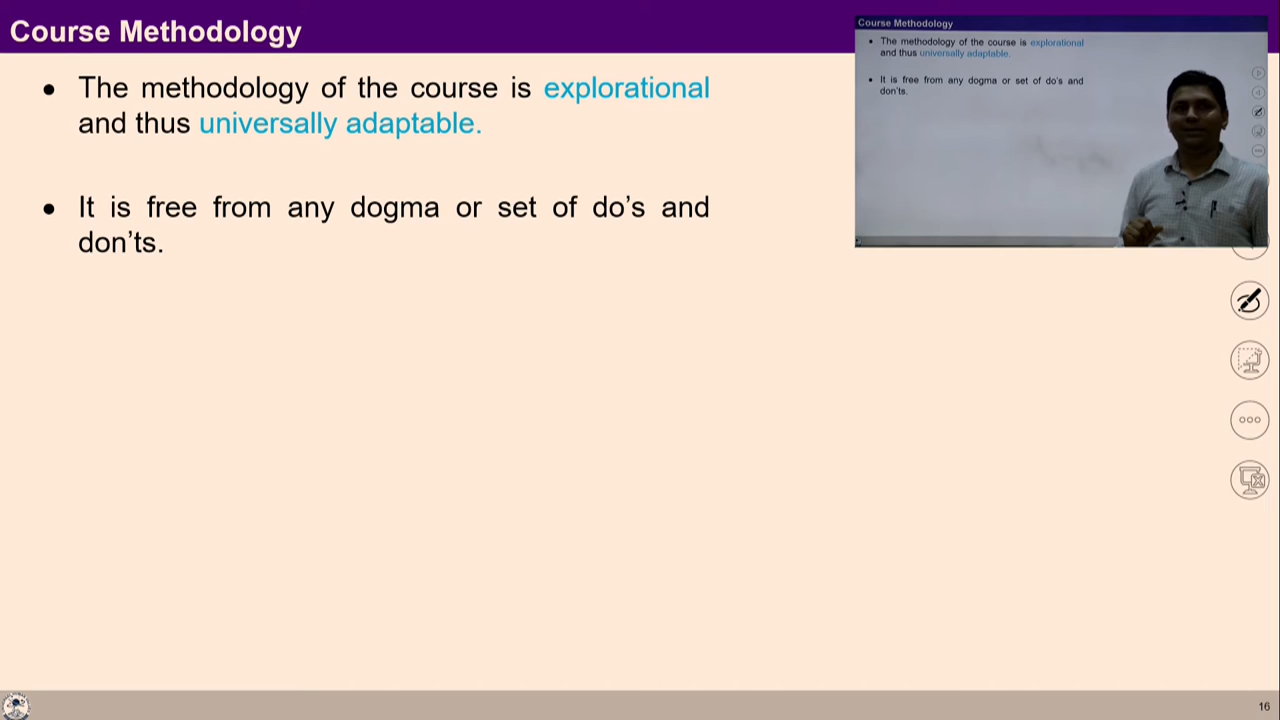 Course Methodology
• The methodology of the course is explorational
and thus universally adaptable.
• It is free from any dogma or set of do’s and
don’ts.
Course Methodology
• The methodology of the course is explorational
and thus universally adaptable.
• It is free from any dogma or set of do's and
don'ts.
16